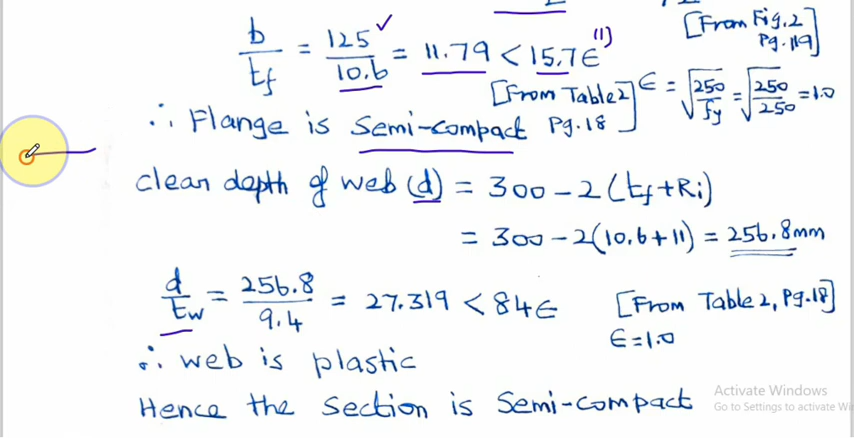 b/tf = 125/10.6 = 11.79 < 15.7ϵ (1) [From Fig.2 Pg.119]
[From Table2 Pg.18] ϵ = √250/fy = √250/250 = 1.0
∴ Flange is Semi-compact
clean depth of web (d) = 300 - 2(tf+Ri)
= 300 - 2(10.6 + 11) = 256.8mm
d/tw = 256.8/9.4 = 27.319 < 84ϵ [From Table 2, Pg.18]
ϵ=1.0
∴ web is plastic
Hence the section is Semi-compact
Activate Windows
Go to Settings to activate Wi